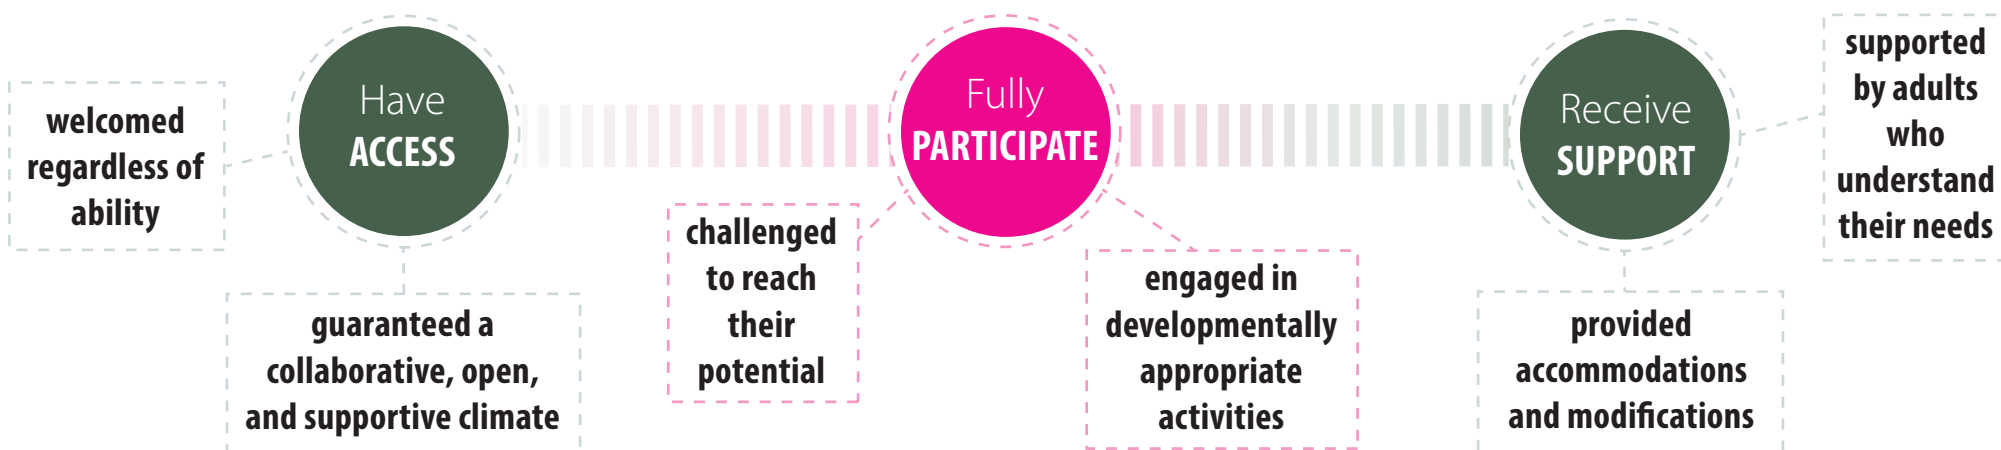 Have
ACCESS
welcomed
regardless of
ability
guaranteed a
collaborative, open,
and supportive climate
Fully
PARTICIPATE
challenged
to reach
their
potential
engaged in
developmentally
appropriate
activities
Receive
SUPPORT
provided
accommodations
and modifications
supported
by adults
who
understand
their needs